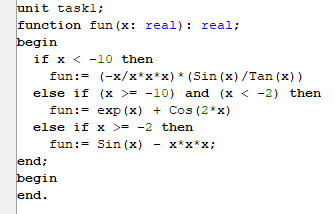 unit task1;
function fun(x: real): real;
begin
  if x < -10 then
    fun:= (-x/x*x*x)*(Sin(x)/Tan(x))
  else if (x >= -10) and (x < -2) then
    fun:= exp(x) + Cos(2*x)
  else if x >= -2 then
    fun:= Sin(x) - x*x*x;
end;
begin
end.